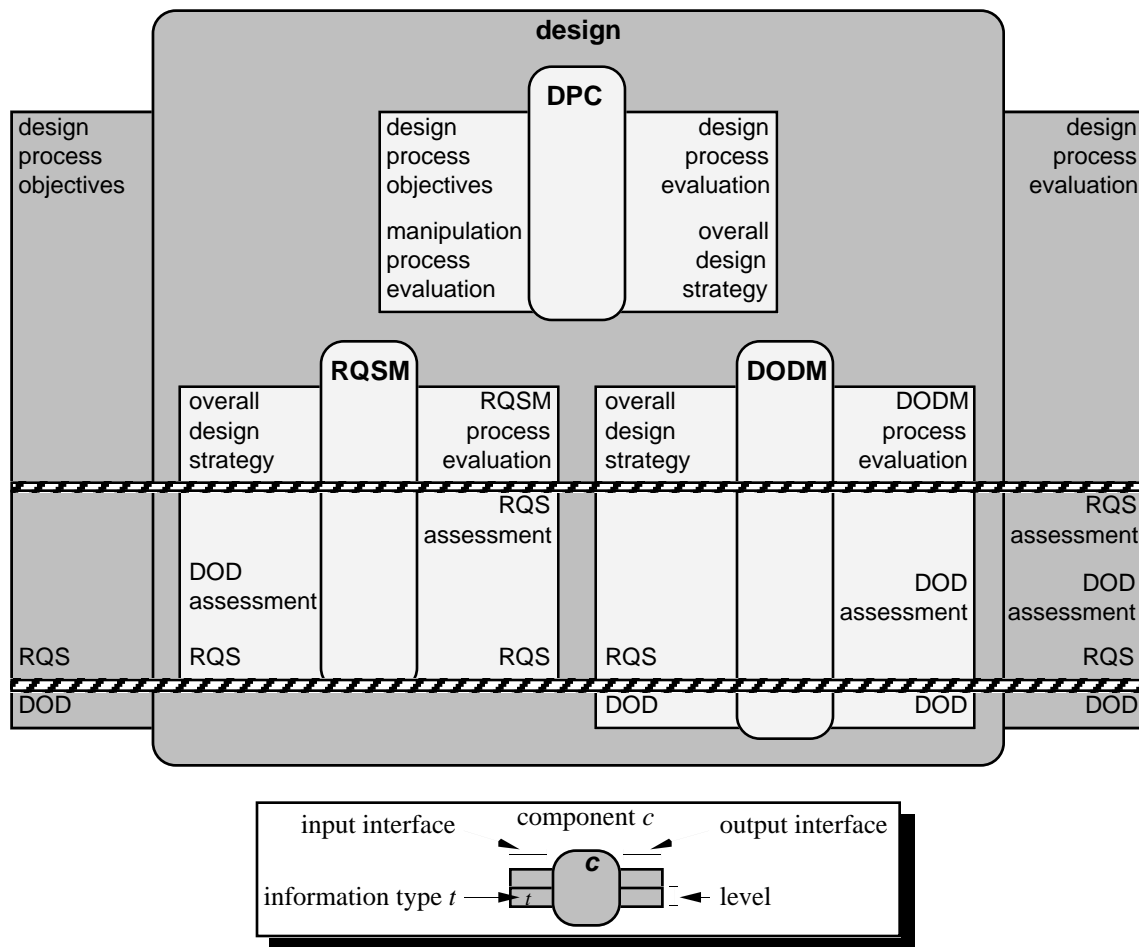 design
DPC
design
process
objectives
design
process
objectives
manipulation
process
evaluation
design
process
evaluation
overall
design
strategy
design
process
evaluation
RQSM
overall
design
strategy
RQSM
process
evaluation
DODM
overall
design
strategy
DODM
process
evaluation
RQS
assessment
RQS
assessment
DOD
assessment
DOD
assessment
DOD
assessment
RQS
RQS
RQS
RQS
RQS
DOD
DOD
DOD
DOD
component c
input interface
output interface
c
information type t
t
level